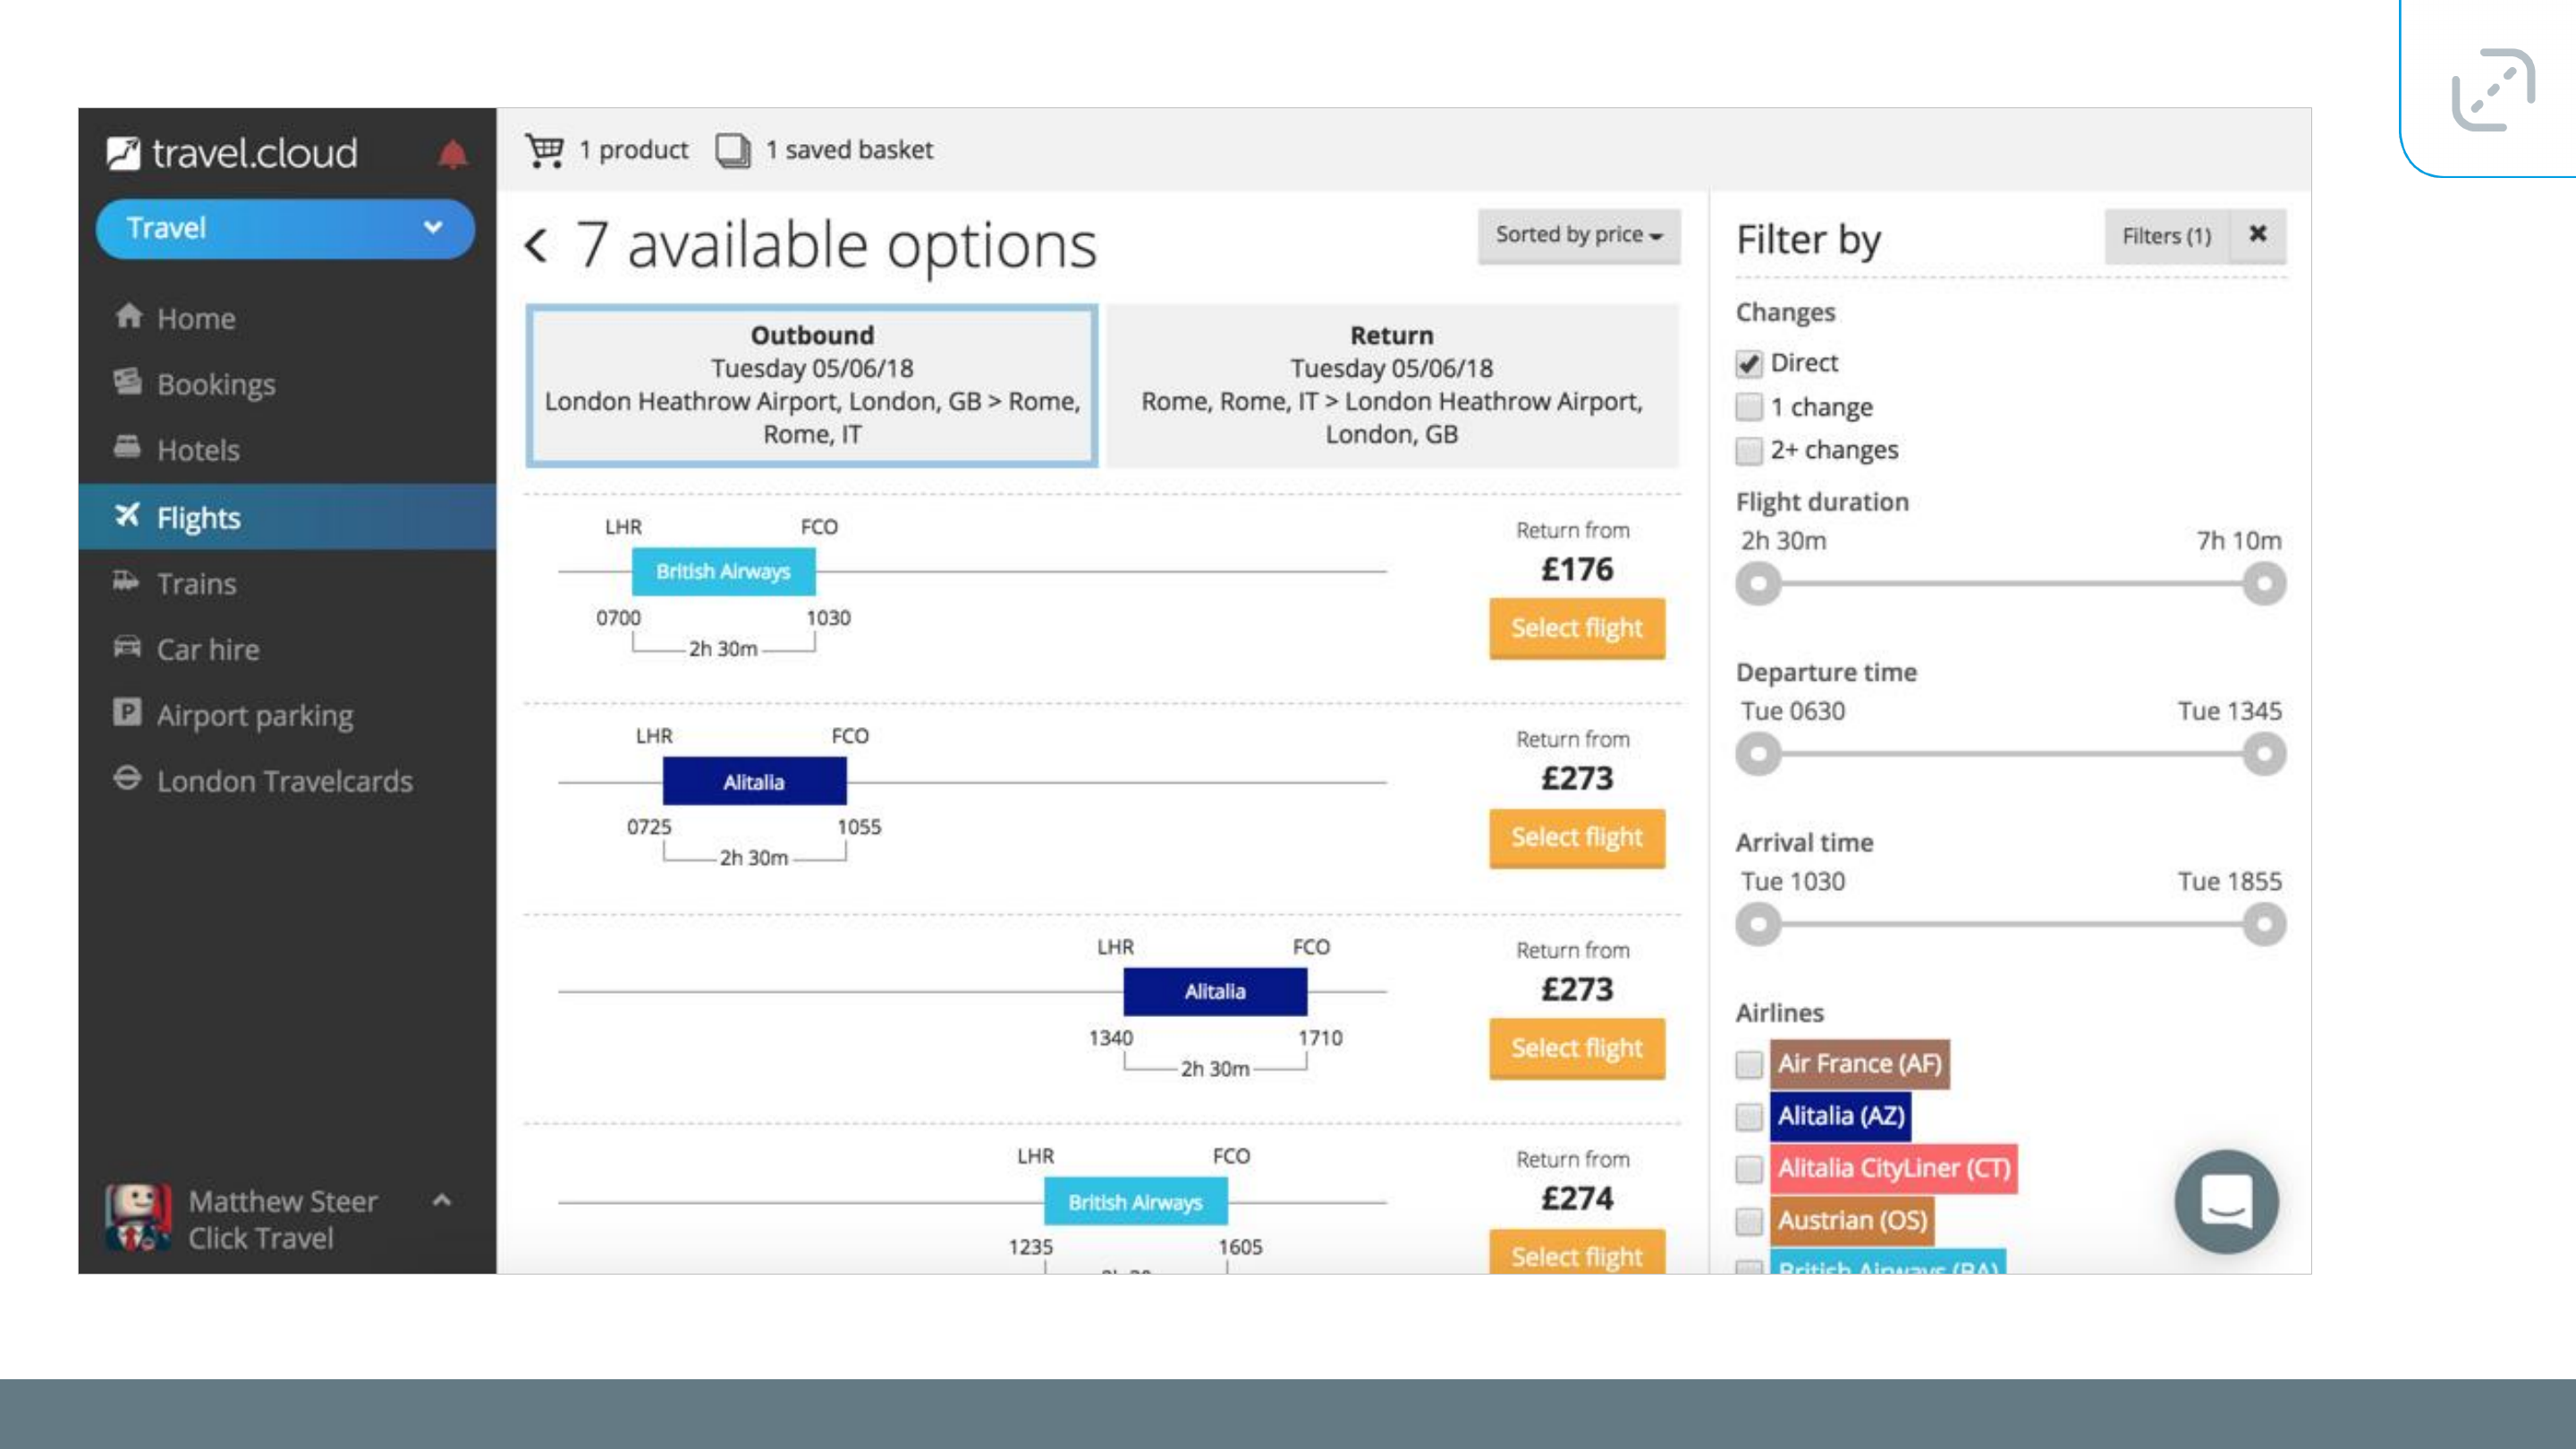 travel.cloud
Travel
Home
Bookings
Hotels
Flights
Trains
Car hire
Airport parking
London Travelcards
Matthew Steer
Click Travel
1 product
1 saved basket
7 available options
Sorted by price
Outbound
Tuesday 05/06/18
London Heathrow Airport, London, GB > Rome,
Rome, IT
Return
Tuesday 05/06/18
Rome, Rome, IT > London Heathrow Airport,
London, GB
LHR FCO
British Airways
0700 1030
2h 30m
Return from
£176
Select flight
LHR FCO
Alitalia
0725 1055
2h 30m
Return from
£273
Select flight
LHR FCO
Alitalia
1340 1710
2h 30m
Return from
£273
Select flight
LHR FCO
British Airways
1235 1605
Return from
£274
Select flight
Filter by
Filters (1)
Changes
Direct
1 change
2+ changes
Flight duration
2h 30m 7h 10m
Departure time
Tue 0630 Tue 1345
Arrival time
Tue 1030 Tue 1855
Airlines
Air France (AF)
Alitalia (AZ)
Alitalia CityLiner (CT)
Austrian (OS)
British Airways (BA)